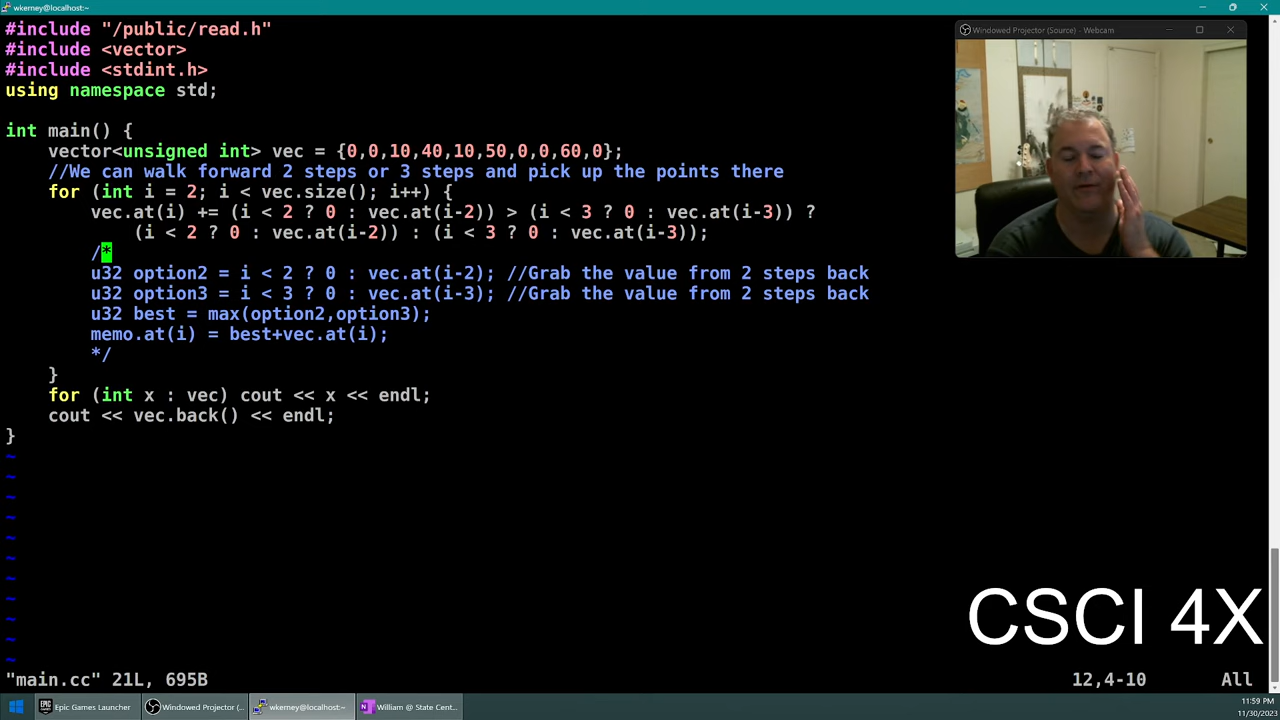 wkerney@localhost:~
#include "/public/read.h"
#include <vector>
#include <stdint.h>
using namespace std;
int main() {
vector<unsigned int> vec = {0,0,10,40,10,50,0,0,60,0};
//We can walk forward 2 steps or 3 steps and pick up the points there
for (int i = 2; i < vec.size(); i++) {
vec.at(i) += (i < 2 ? 0 : vec.at(i-2)) > (i < 3 ? 0 : vec.at(i-3)) ?
(i < 2 ? 0 : vec.at(i-2)) : (i < 3 ? 0 : vec.at(i-3));
/*
u32 option2 = i < 2 ? 0 : vec.at(i-2); //Grab the value from 2 steps back
u32 option3 = i < 3 ? 0 : vec.at(i-3); //Grab the value from 2 steps back
u32 best = max(option2,option3);
memo.at(i) = best+vec.at(i);
*/
}
for (int x : vec) cout << x << endl;
cout << vec.back() << endl;
}
~
~
~
~
~
~
~
~
~
~
~
"main.cc" 21L, 695B 12,4-10 All
Windowed Projector (Source) - Webcam
CSCI 4X
EPIC GAMES
Epic Games Launcher
Windowed Projector (...
wkerney@localhost:~
William @ State Cent...
11:59 PM
11/30/2023